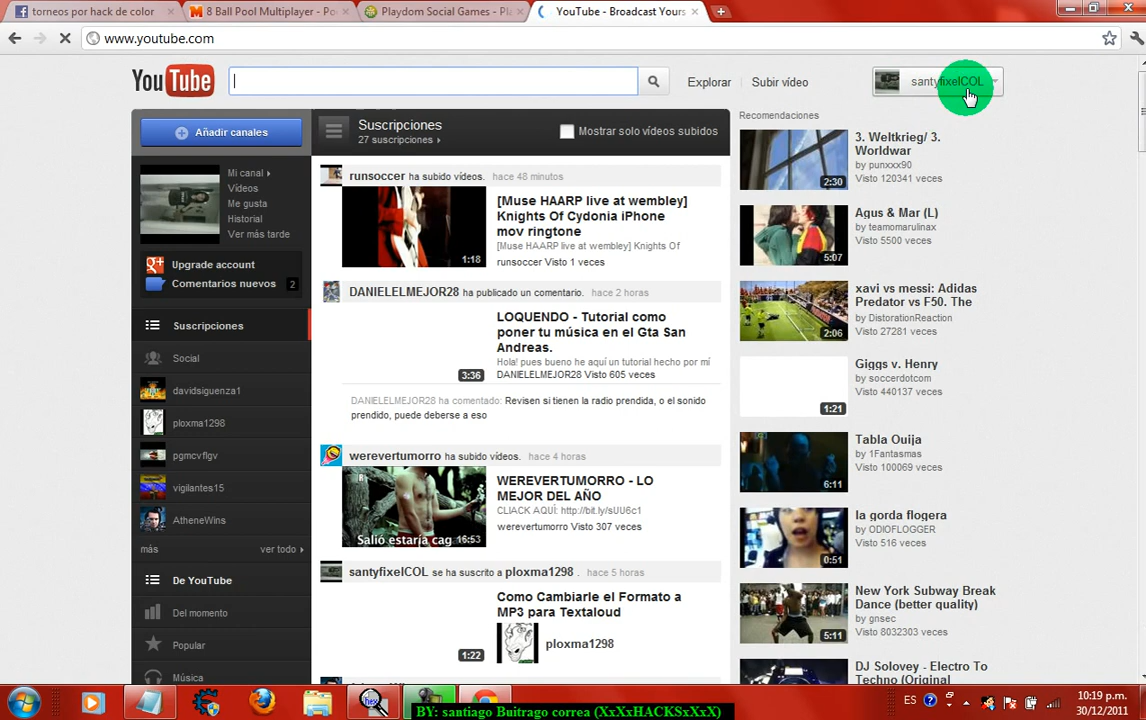 torneos por hack de color
8 Ball Pool Multiplayer - Po
Playdom Social Games - Pla
YouTube - Broadcast Yours
www.youtube.com
YouTube
Explorar
Subir vídeo
santyfixelCOL
Añadir canales
Mi canal
Vídeos
Me gusta
Historial
Ver más tarde
Upgrade account
Comentarios nuevos 2
Suscripciones
Social
davidsiguenza1
ploxma1298
pgmcvflgv
vigilantes15
AtheneWins
más
ver todo
De YouTube
Del momento
Popular
Música
Suscripciones
27 suscripciones
Mostrar solo vídeos subidos
runsoccer ha subido vídeos. hace 48 minutos
1:18
[Muse HAARP live at wembley]
Knights Of Cydonia iPhone
mov ringtone
[Muse HAARP live at wembley] Knights Of
runsoccer Visto 1 veces
DANIELELMEJOR28 ha publicado un comentario. hace 2 horas
3:36
LOQUENDO - Tutorial como
poner tu música en el Gta San
Andreas.
Hola! pues bueno he aquí un tutorial hecho por mí
DANIELELMEJOR28 Visto 605 veces
DANIELELMEJOR28 ha comentado: Revisen si tienen la radio prendida, o el sonido
prendido, puede deberse a eso
werevertumorro ha subido vídeos. hace 4 horas
Salio estaría cag
16:53
WEREVERTUMORRO - LO
MEJOR DEL AÑO
CLIACK AQUÍ: http://bit.ly/sUU6c1
werevertumorro Visto 307 veces
santyfixelCOL se ha suscrito a ploxma1298 . hace 5 horas
1:22
Como Cambiarle el Formato a
MP3 para Textaloud
ploxma1298
Recomendaciones
2:30
3. Weltkrieg/ 3.
Worldwar
by punxxx90
Visto 120341 veces
5:07
Agus & Mar (L)
by teamomarulinax
Visto 5500 veces
2:06
xavi vs messi: Adidas
Predator vs F50. The
by DistorationReaction
Visto 27281 veces
1:21
Giggs v. Henry
by soccerdotcom
Visto 440137 veces
6:11
Tabla Ouija
by 1Fantasmas
Visto 100069 veces
0:51
la gorda flogera
by ODIOFLOGGER
Visto 516 veces
5:11
New York Subway Break
Dance (better quality)
by gnsec
Visto 8032303 veces
DJ Solovey - Electro To
Techno (Original
hex
BY: santiago Buitrago correa (XxXxHACKSxXxX)
ES
10:19 p.m.
30/12/2011